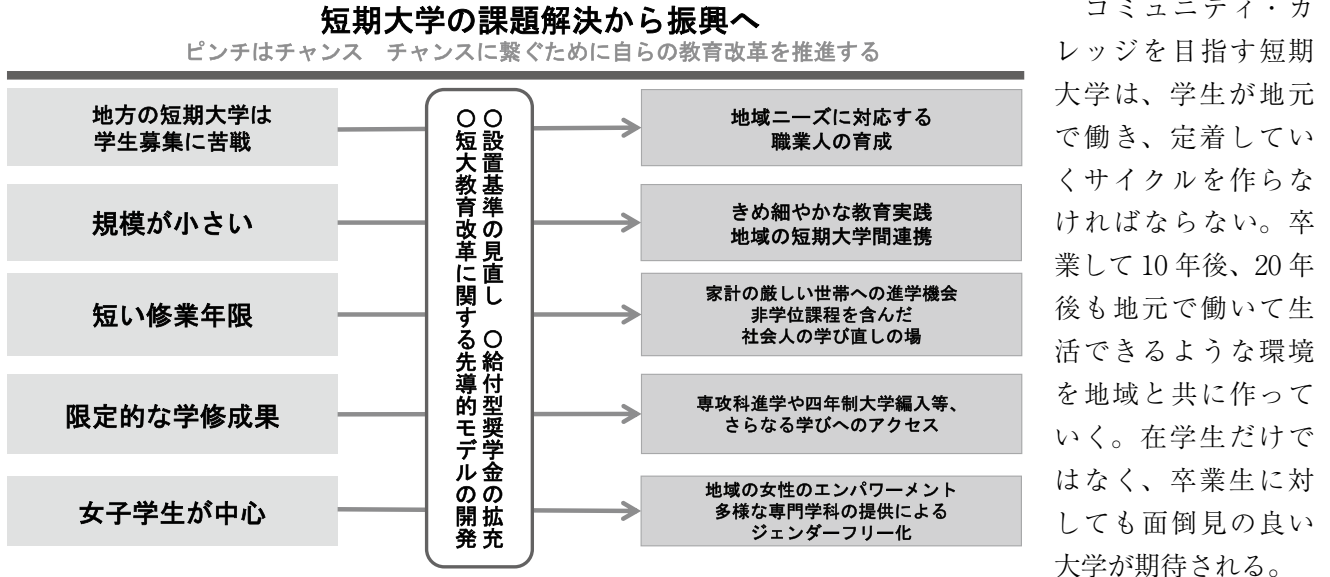 短期大学の課題解決から振興へ
ピンチはチャンス　チャンスに繋ぐために自らの教育改革を推進する
地方の短期大学は
学生募集に苦戦
規模が小さい
短い修業年限
限定的な学修成果
女子学生が中心
○設置基準の見直し　○給付型奨学金の拡充
○短大教育改革に関する先導的モデルの開発
地域ニーズに対応する
職業人の育成
きめ細やかな教育実践
地域の短期大学間連携
家計の厳しい世帯への進学機会
非学位課程を含んだ
社会人の学び直しの場
専攻科進学や四年制大学編入等、
さらなる学びへのアクセス
地域の女性のエンパワーメント
多様な専門学科の提供による
ジェンダーフリー化
コミュニティ・カ
レッジを目指す短期
大学は、学生が地元
で働き、定着してい
くサイクルを作らな
ければならない。卒
業して 10 年後、20 年
後も地元で働いて生
活できるような環境
を地域と共に作って
いく。在学生だけで
はなく、卒業生に対
しても面倒見の良い
大学が期待される。